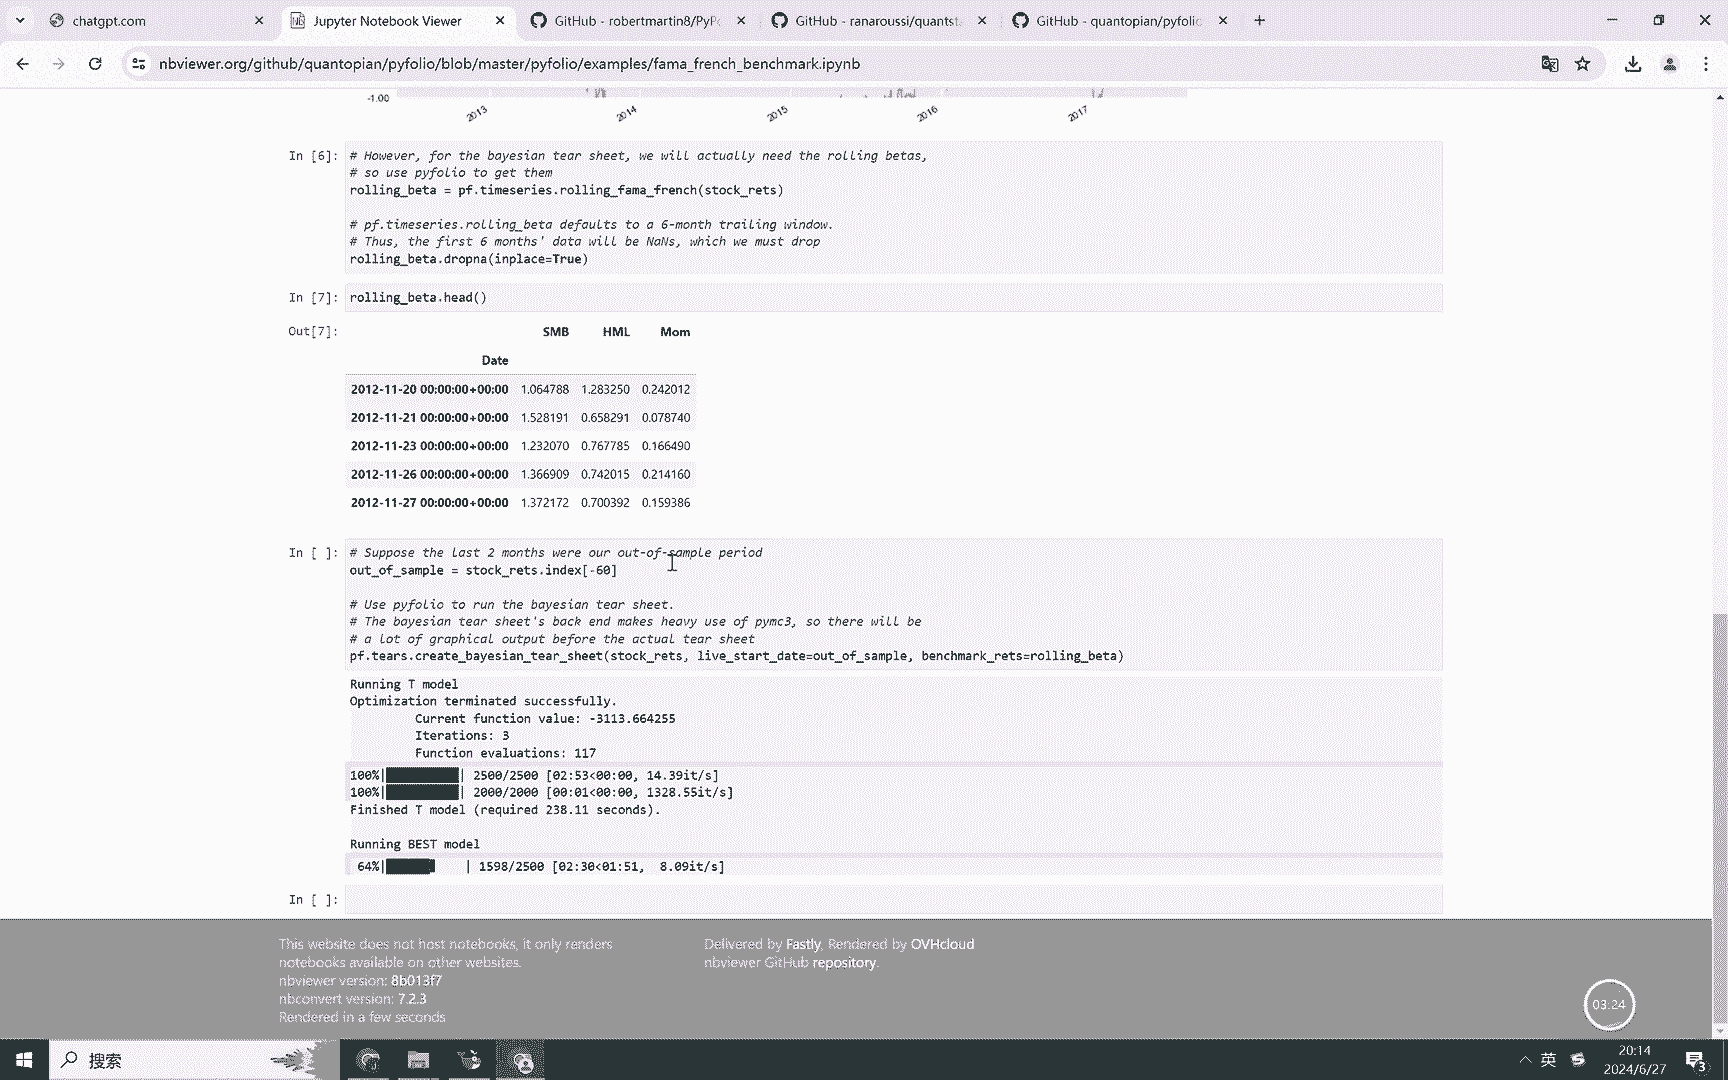 chatgpt.com
Jupyter Notebook Viewer
GitHub - robertmartin8/PyPo
GitHub - ranaroussi/quantst
GitHub - quantopian/pyfolio
nbviewer.org/github/quantopian/pyfolio/blob/master/pyfolio/examples/fama_french_benchmark.ipynb
-1.00
2013
2014
2015
2016
2017
In [6]:
# However, for the bayesian tear sheet, we will actually need the rolling betas,
# so use pyfolio to get them
rolling_beta = pf.timeseries.rolling_fama_french(stock_rets)
# pf.timeseries.rolling_beta defaults to a 6-month trailing window.
# Thus, the first 6 months' data will be NaNs, which we must drop
rolling_beta.dropna(inplace=True)
In [7]:
rolling_beta.head()
Out[7]:
SMB HML Mom
Date
2012-11-20 00:00:00+00:00 1.064788 1.283250 0.242012
2012-11-21 00:00:00+00:00 1.528191 0.658291 0.078740
2012-11-23 00:00:00+00:00 1.232070 0.767785 0.166490
2012-11-26 00:00:00+00:00 1.366909 0.742015 0.214160
2012-11-27 00:00:00+00:00 1.372172 0.700392 0.159386
In [ ]:
# Suppose the last 2 months were our out-of-sample period
out_of_sample = stock_rets.index[-60]
# Use pyfolio to run the bayesian tear sheet.
# The bayesian tear sheet's back end makes heavy use of pymc3, so there will be
# a lot of graphical output before the actual tear sheet
pf.tears.create_bayesian_tear_sheet(stock_rets, live_start_date=out_of_sample, benchmark_rets=rolling_beta)
Running T model
Optimization terminated successfully.
Current function value: -3113.664255
Iterations: 3
Function evaluations: 117
100%|██████████| 2500/2500 [02:53<00:00, 14.39it/s]
100%|██████████| 2000/2000 [00:01<00:00, 1328.55it/s]
Finished T model (required 238.11 seconds).
Running BEST model
64%|██████▍   | 1598/2500 [02:30<01:51, 8.09it/s]
In [ ]:
This website does not host notebooks, it only renders
notebooks available on other websites.
nbviewer version: 8b013f7
nbconvert version: 7.2.3
Rendered in a few seconds
Delivered by Fastly, Rendered by OVHcloud
nbviewer GitHub repository.
03:24
搜索
英
20:14
2024/6/27
3